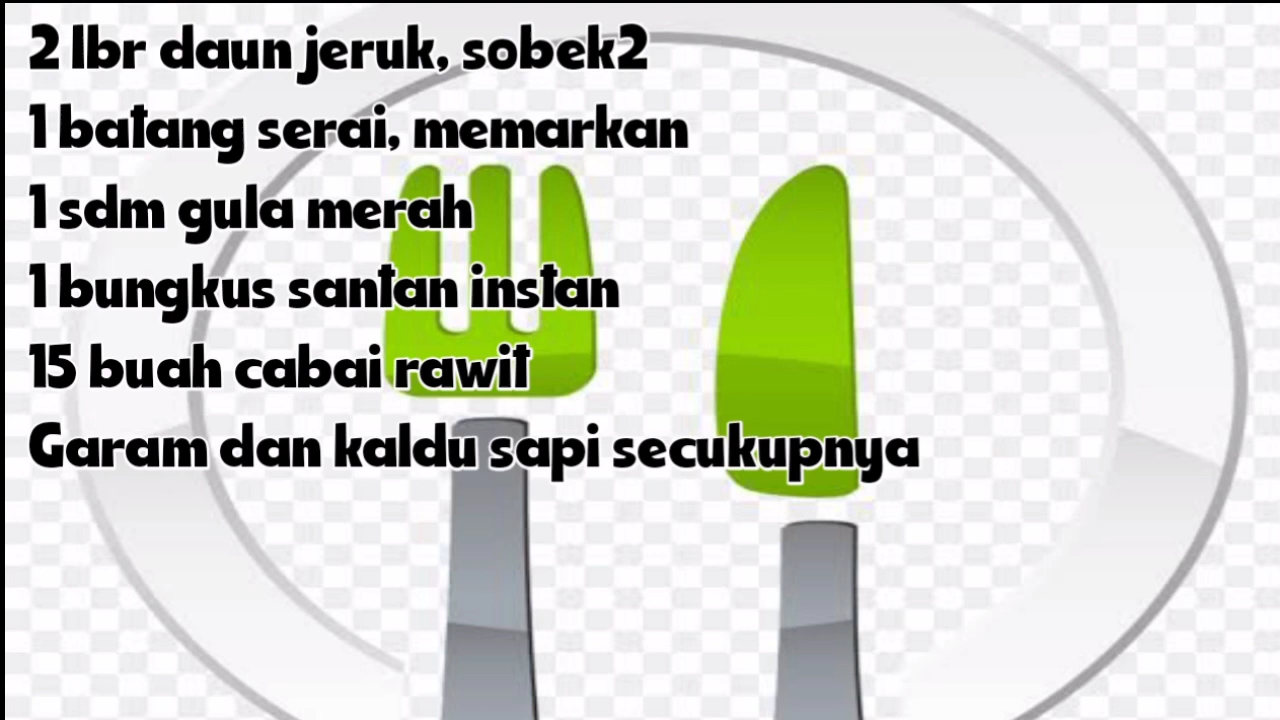 2 lbr daun jeruk, sobek2
1 batang serai, memarkan
1 sdm gula merah
1 bungkus santan instan
15 buah cabai rawit
Garam dan kaldu sapi secukupnya